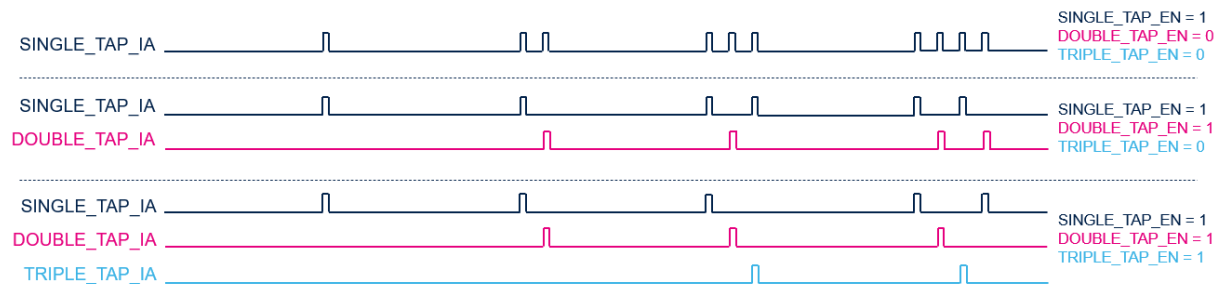 SINGLE_TAP_IA
SINGLE_TAP_EN = 1
DOUBLE_TAP_EN = 0
TRIPLE_TAP_EN = 0
SINGLE_TAP_IA
DOUBLE_TAP_IA
SINGLE_TAP_EN = 1
DOUBLE_TAP_EN = 1
TRIPLE_TAP_EN = 0
SINGLE_TAP_IA
DOUBLE_TAP_IA
TRIPLE_TAP_IA
SINGLE_TAP_EN = 1
DOUBLE_TAP_EN = 1
TRIPLE_TAP_EN = 1